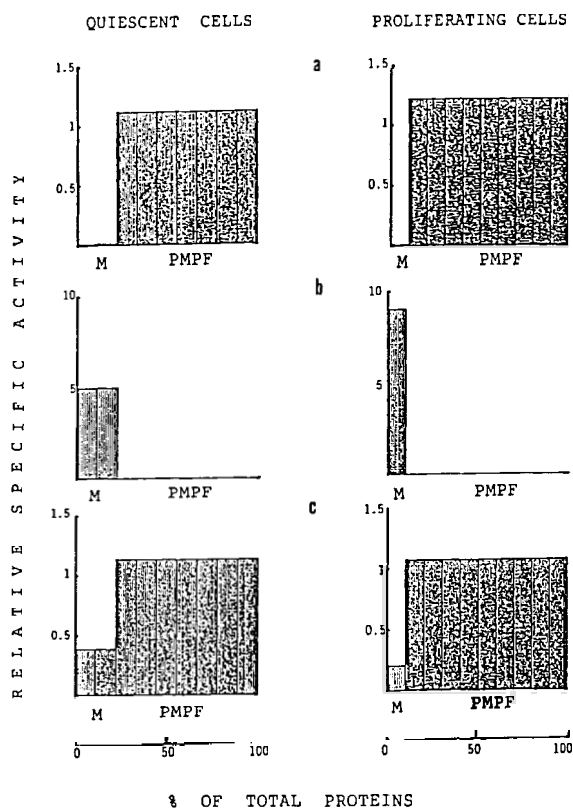 QUIESCENT CELLS
PROLIFERATING CELLS
a
1.5
1
0.5
M PMPF
1.5
1
0.5
M PMPF
b
10
5
M PMPF
10
5
M PMPF
c
1.5
1
0.5
M PMPF
1.5
1
0.5
M PMPF
0 50 100
0 50 100
RELATIVE SPECIFIC ACTIVITY
% OF TOTAL PROTEINS